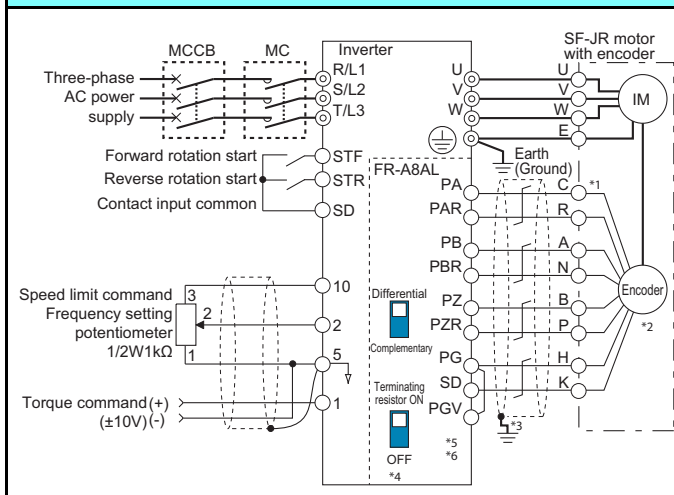 MCCB
MC
Inverter
SF-JR motor
with encoder
Three-phase
AC power
supply
R/L1
S/L2
T/L3
U
V
W
U
V
W
E
IM
Earth
(Ground)
Forward rotation start
Reverse rotation start
Contact input common
STF
STR
SD
FR-A8AL
PA
PAR
PB
PBR
PZ
PZR
PG
SD
PGV
C
R
A
N
B
P
H
K
*1
Encoder
*2
*3
Speed limit command
Frequency setting
potentiometer
1/2W1kΩ
3
2
1
10
2
5
1
Torque command(+)
(±10V)(-)
Differential
Complementary
Terminating
resistor ON
OFF
*4
*5
*6